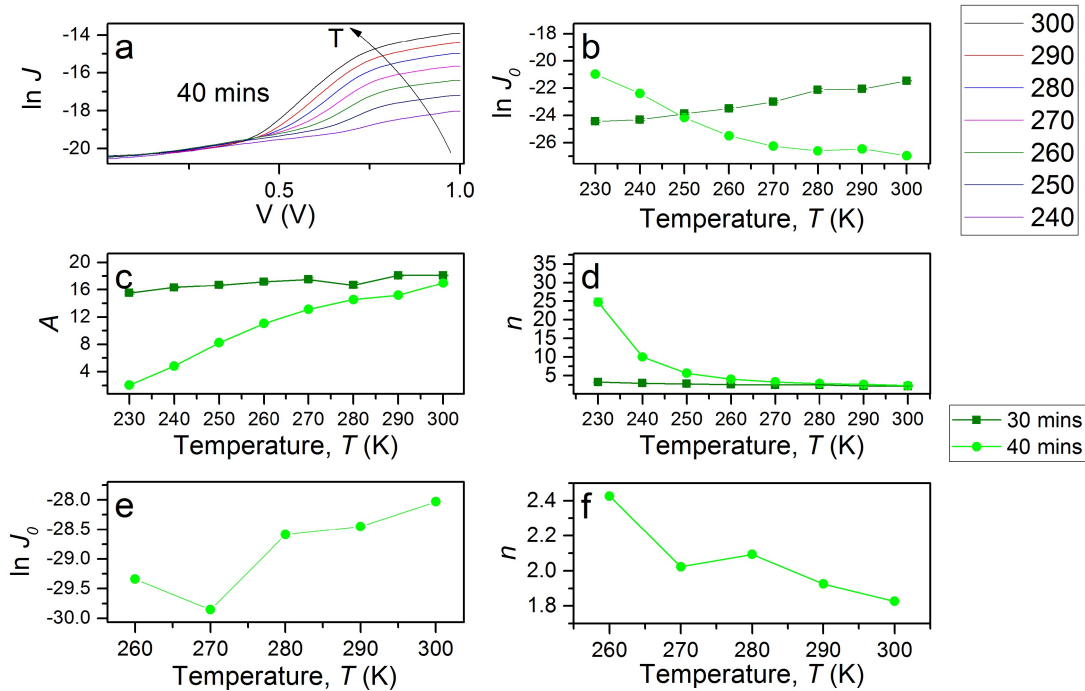 a
T
40 mins
ln J
-14
-16
-18
-20
0.5
1.0
V (V)
b
ln J0
-18
-20
-22
-24
-26
230 240 250 260 270 280 290 300
Temperature, T (K)
300
290
280
270
260
250
240
c
A
20
16
12
8
4
230 240 250 260 270 280 290 300
Temperature, T (K)
d
n
35
30
25
20
15
10
5
230 240 250 260 270 280 290 300
Temperature, T (K)
30 mins
40 mins
e
ln J0
-28.0
-28.5
-29.0
-29.5
-30.0
260 270 280 290 300
Temperature, T (K)
f
n
2.4
2.2
2.0
1.8
260 270 280 290 300
Temperature, T (K)